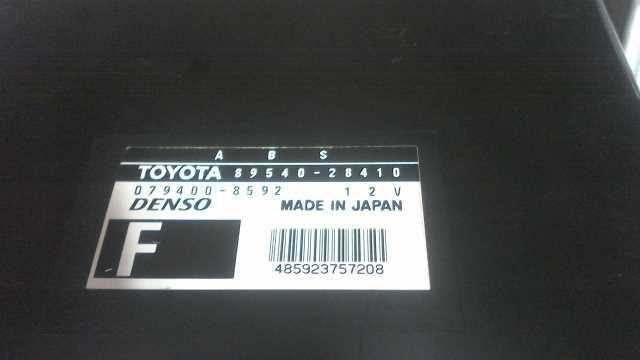 A B S
TOYOTA 89540-28410
079400-8592 12V
DENSO MADE IN JAPAN
F
485923757208